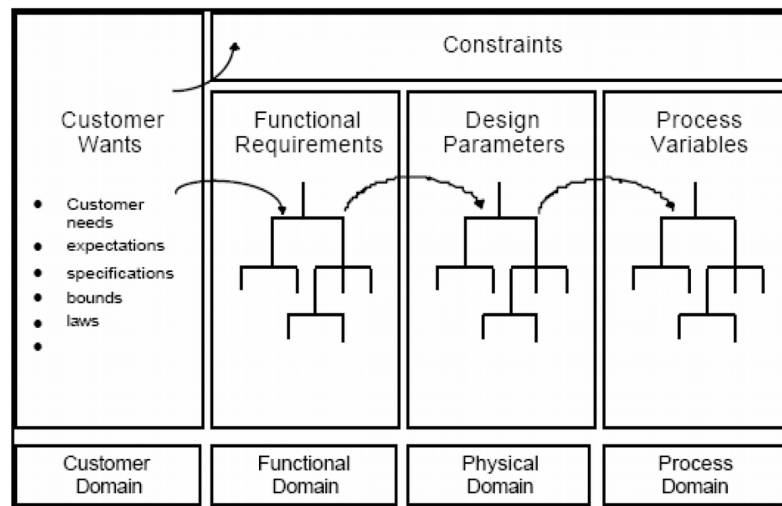 Constraints
Customer
Wants
• Customer
needs
• expectations
• specifications
• bounds
• laws
•
Functional
Requirements
Design
Parameters
Process
Variables
Customer
Domain
Functional
Domain
Physical
Domain
Process
Domain